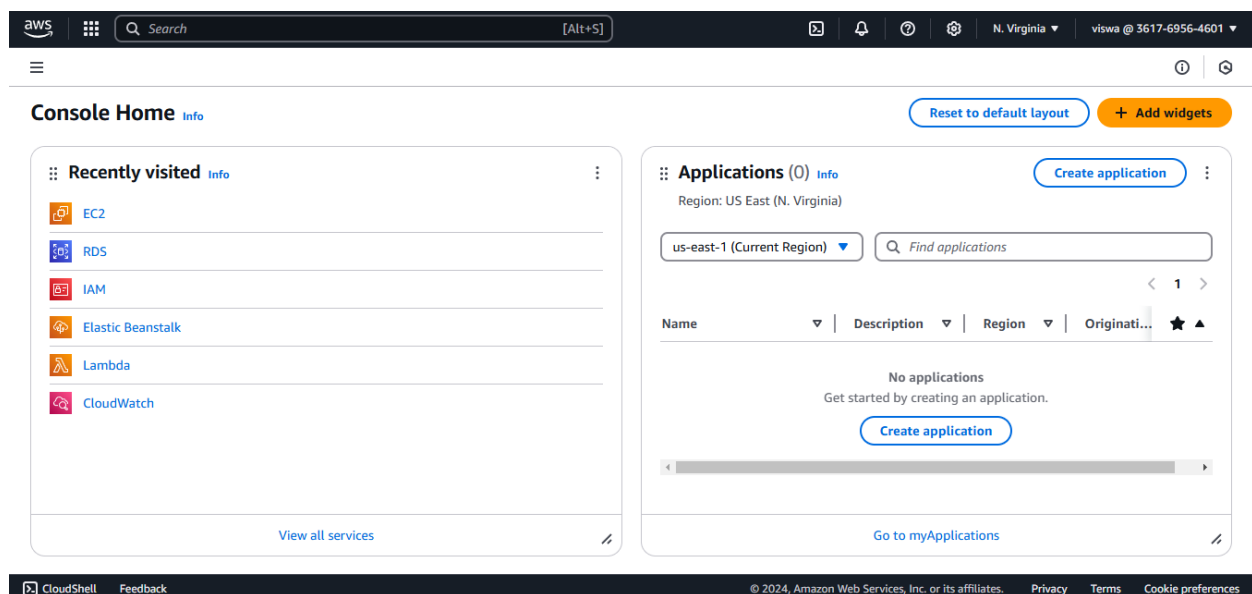 aws Search [Alt+S] N. Virginia viswa @ 3617-6956-4601
Console Home Info
Reset to default layout
+ Add widgets
Recently visited Info
EC2
RDS
IAM
Elastic Beanstalk
Lambda
CloudWatch
View all services
Applications (0) Info
Create application
Region: US East (N. Virginia)
us-east-1 (Current Region) Find applications
1
Name Description Region Originati...
No applications
Get started by creating an application.
Create application
Go to myApplications
CloudShell Feedback © 2024, Amazon Web Services, Inc. or its affiliates. Privacy Terms Cookie preferences